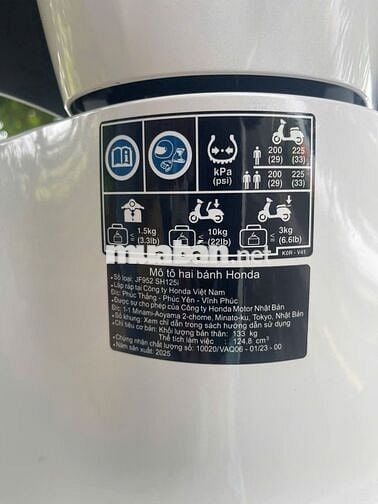 kPa
(psi)
200 225
(29) (33)
200 225
(29) (33)
1.5kg
(3.3lb)
10kg
(22lb)
3kg
(6.6lb)
K0R - V41
muaban.net
Mô tô hai bánh Honda
• Số loại: JF952 SH125i
• Lắp ráp tại Công ty Honda Việt Nam
Đ/c: Phúc Thắng - Phúc Yên - Vĩnh Phúc
• Được sự cho phép của Công ty Honda Motor Nhật Bản
Đ/c: 1-1 Minami-Aoyama 2-chome, Minato-ku, Tokyo, Nhật Bản
• Số khung: Xem chỉ dẫn trong sách hướng dẫn sử dụng
• Chỉ tiêu cơ bản: Khối lượng bản thân: 133 kg
Thể tích làm việc : 124,8 cm³
• Chứng nhận chất lượng số: 10020/VAQ06 - 01/23 - 00
• Năm sản xuất: 2025